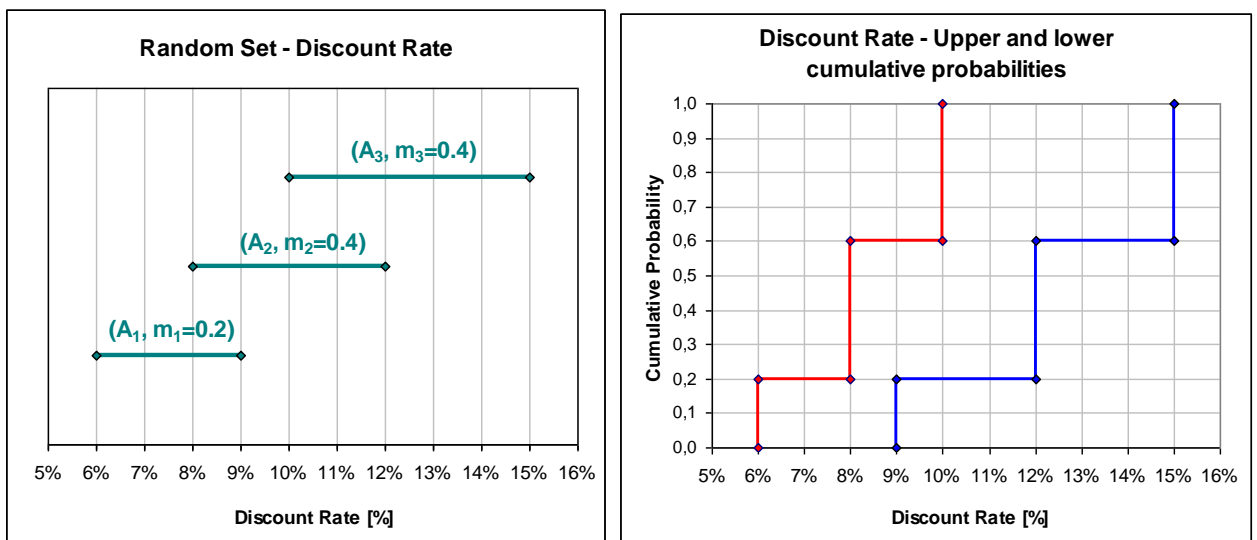 Random Set - Discount Rate
(A₃, m₃=0.4)
(A₂, m₂=0.4)
(A₁, m₁=0.2)
5% 6% 7% 8% 9% 10% 11% 12% 13% 14% 15% 16%
Discount Rate [%]
Discount Rate - Upper and lower
cumulative probabilities
Cumulative Probability
1,0
0,9
0,8
0,7
0,6
0,5
0,4
0,3
0,2
0,1
0,0
5% 6% 7% 8% 9% 10% 11% 12% 13% 14% 15% 16%
Discount Rate [%]